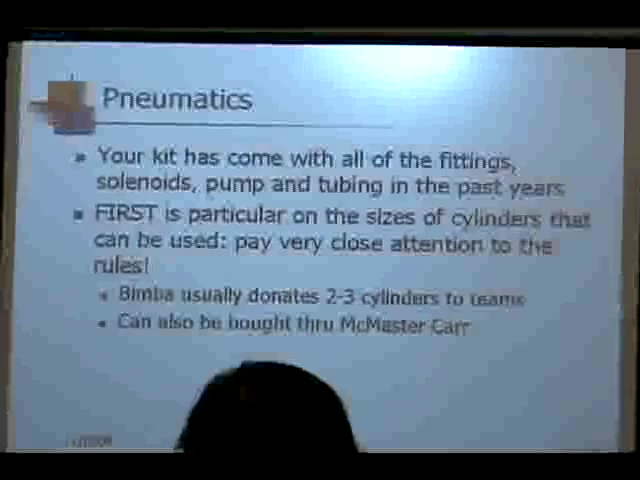 Pneumatics
Your kit has come with all of the fittings,
solenoids, pump and tubing in the past years
FIRST is particular on the sizes of cylinders that
can be used: pay very close attention to the
rules!
Bimba usually donates 2-3 cylinders to teams
Can also be bought thru McMaster Carr